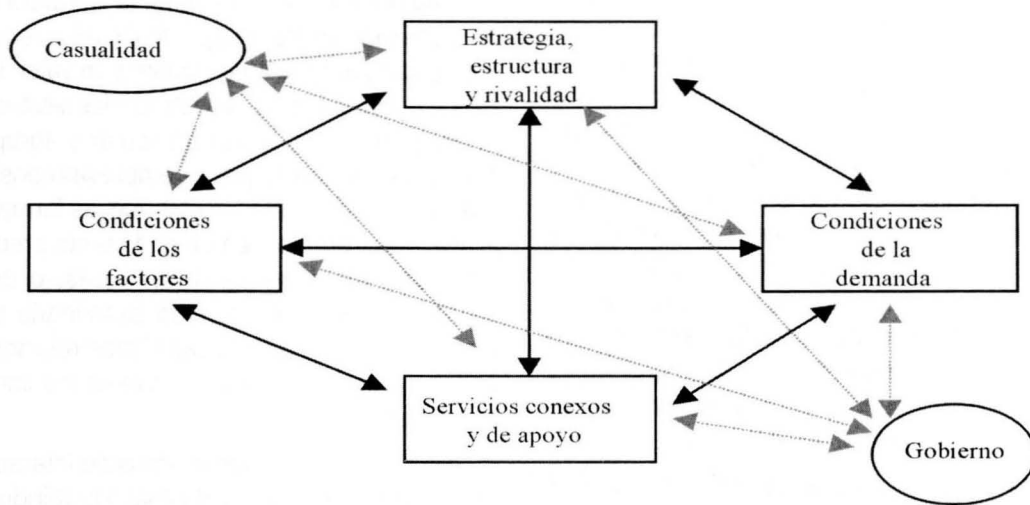 Casualidad
Estrategia,
estructura
y rivalidad
Condiciones
de los
factores
Condiciones
de la
demanda
Servicios conexos
y de apoyo
Gobierno